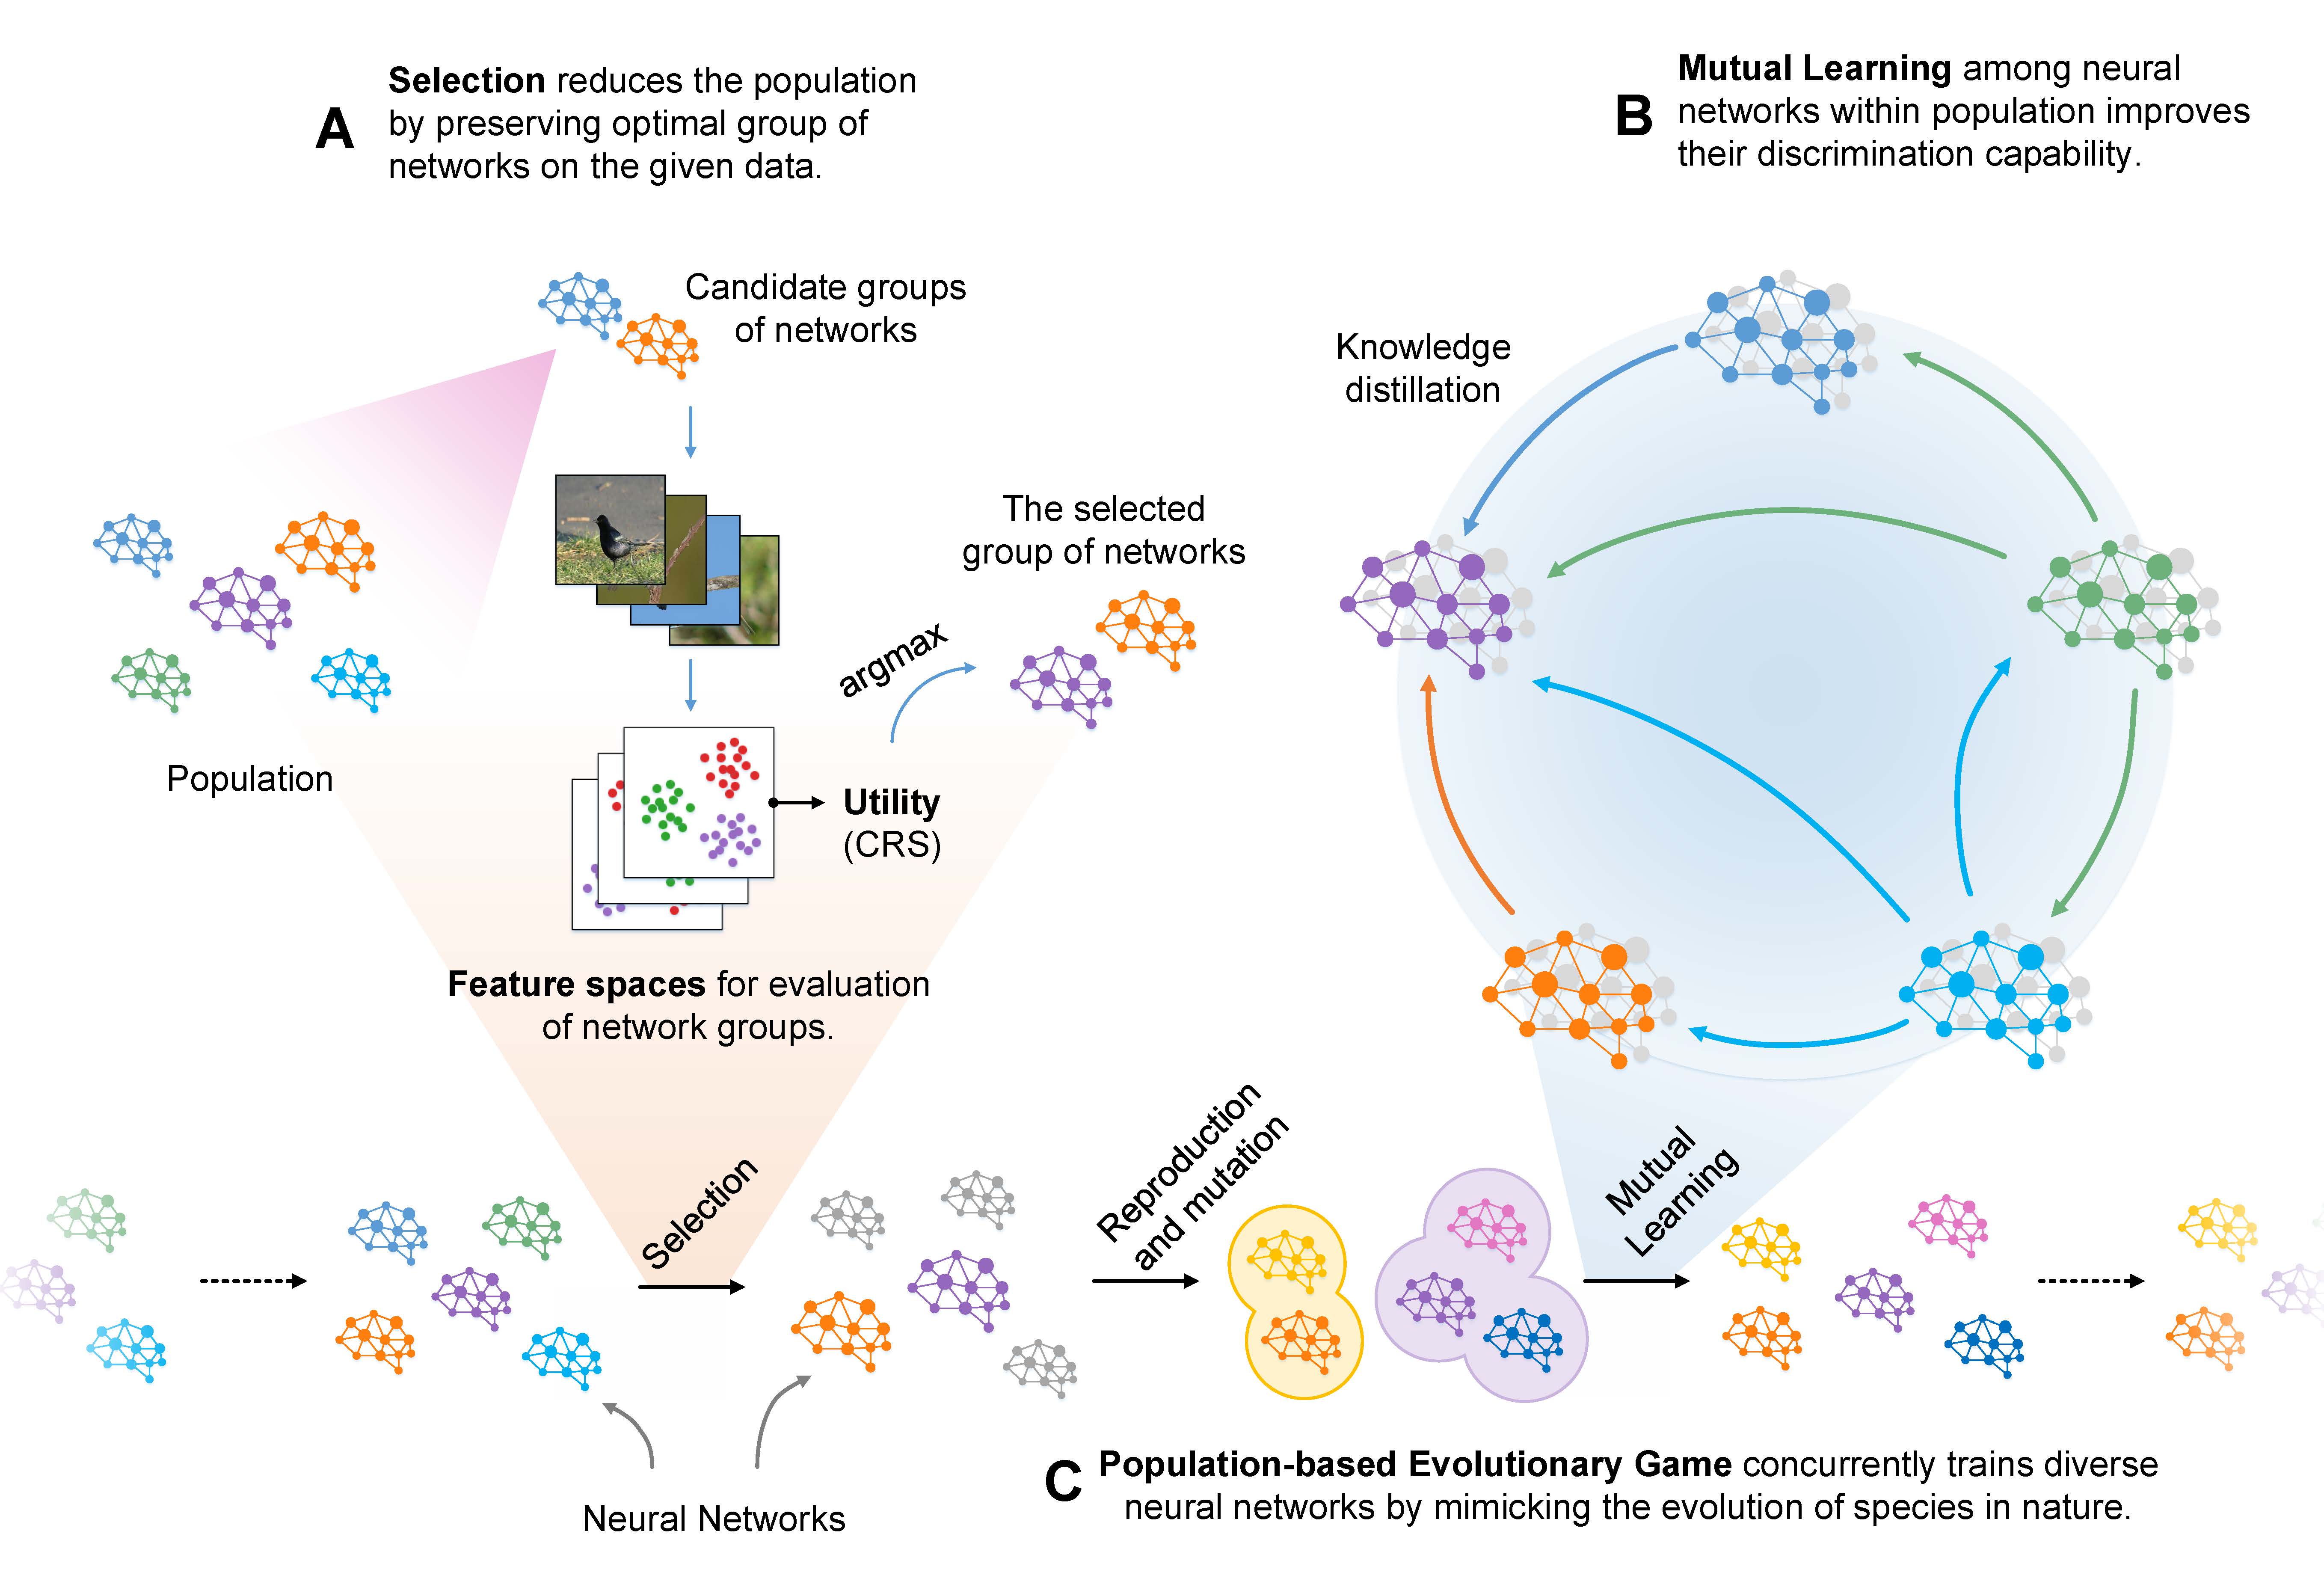 A
Selection reduces the population
by preserving optimal group of
networks on the given data.
B
Mutual Learning among neural
networks within population improves
their discrimination capability.
Candidate groups
of networks
Knowledge
distillation
The selected
group of networks
argmax
Population
Utility
(CRS)
Feature spaces for evaluation
of network groups.
Selection
Reproduction
and mutation
Mutual
Learning
Neural Networks
C
Population-based Evolutionary Game concurrently trains diverse
neural networks by mimicking the evolution of species in nature.